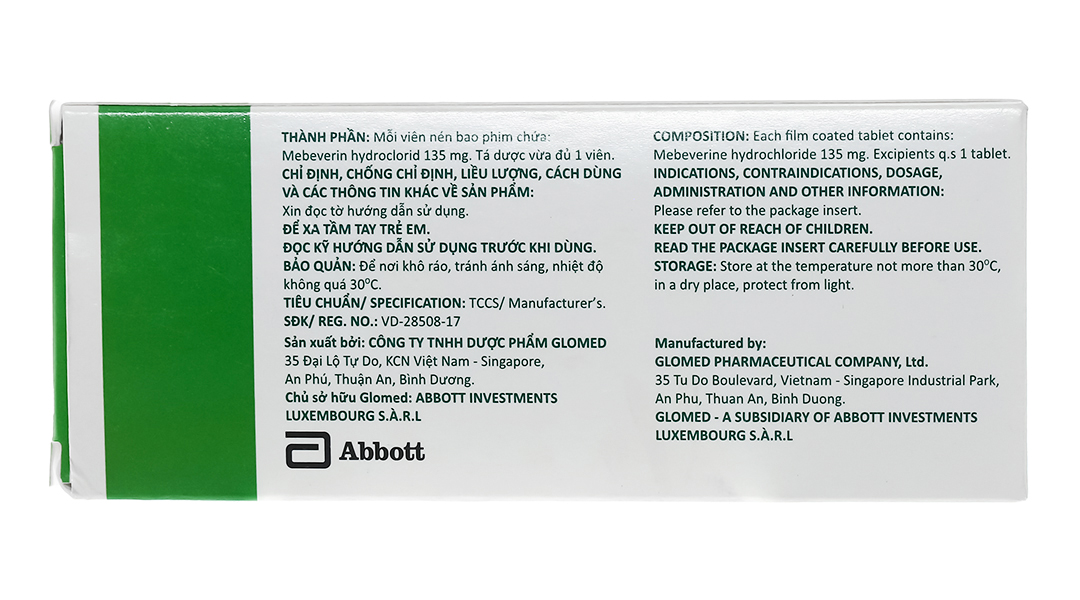 THÀNH PHẦN: Mỗi viên nén bao phim chứa:
Mebeverin hydroclorid 135 mg. Tá dược vừa đủ 1 viên.
CHỈ ĐỊNH, CHỐNG CHỈ ĐỊNH, LIỀU LƯỢNG, CÁCH DÙNG
VÀ CÁC THÔNG TIN KHÁC VỀ SẢN PHẨM:
Xin đọc tờ hướng dẫn sử dụng.
ĐỂ XA TẦM TAY TRẺ EM.
ĐỌC KỸ HƯỚNG DẪN SỬ DỤNG TRƯỚC KHI DÙNG.
BẢO QUẢN: Để nơi khô ráo, tránh ánh sáng, nhiệt độ
không quá 30°C.
TIÊU CHUẨN/ SPECIFICATION: TCCS/ Manufacturer's.
SĐK/ REG. NO.: VD-28508-17
Sản xuất bởi: CÔNG TY TNHH DƯỢC PHẨM GLOMED
35 Đại Lộ Tự Do, KCN Việt Nam - Singapore,
An Phú, Thuận An, Bình Dương.
Chủ sở hữu Glomed: ABBOTT INVESTMENTS
LUXEMBOURG S.À.R.L
Abbott
COMPOSITION: Each film coated tablet contains:
Mebeverine hydrochloride 135 mg. Excipients q.s 1 tablet.
INDICATIONS, CONTRAINDICATIONS, DOSAGE,
ADMINISTRATION AND OTHER INFORMATION:
Please refer to the package insert.
KEEP OUT OF REACH OF CHILDREN.
READ THE PACKAGE INSERT CAREFULLY BEFORE USE.
STORAGE: Store at the temperature not more than 30°C,
in a dry place, protect from light.
Manufactured by:
GLOMED PHARMACEUTICAL COMPANY, Ltd.
35 Tu Do Boulevard, Vietnam - Singapore Industrial Park,
An Phu, Thuan An, Binh Duong.
GLOMED - A SUBSIDIARY OF ABBOTT INVESTMENTS
LUXEMBOURG S.À.R.L